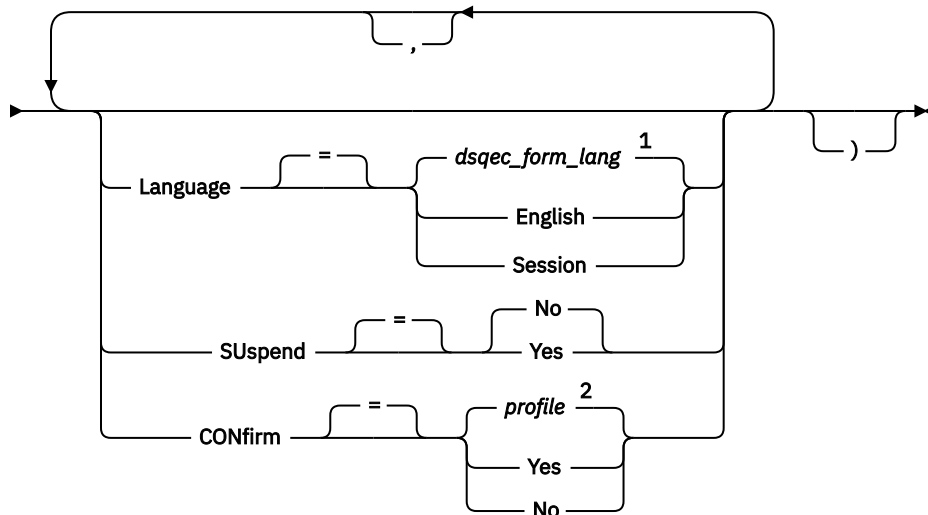 ,
)
= dsqec_form_lang 1
Language
English
Session
= No
SUspend Yes
= profile 2
CONfirm
Yes
No